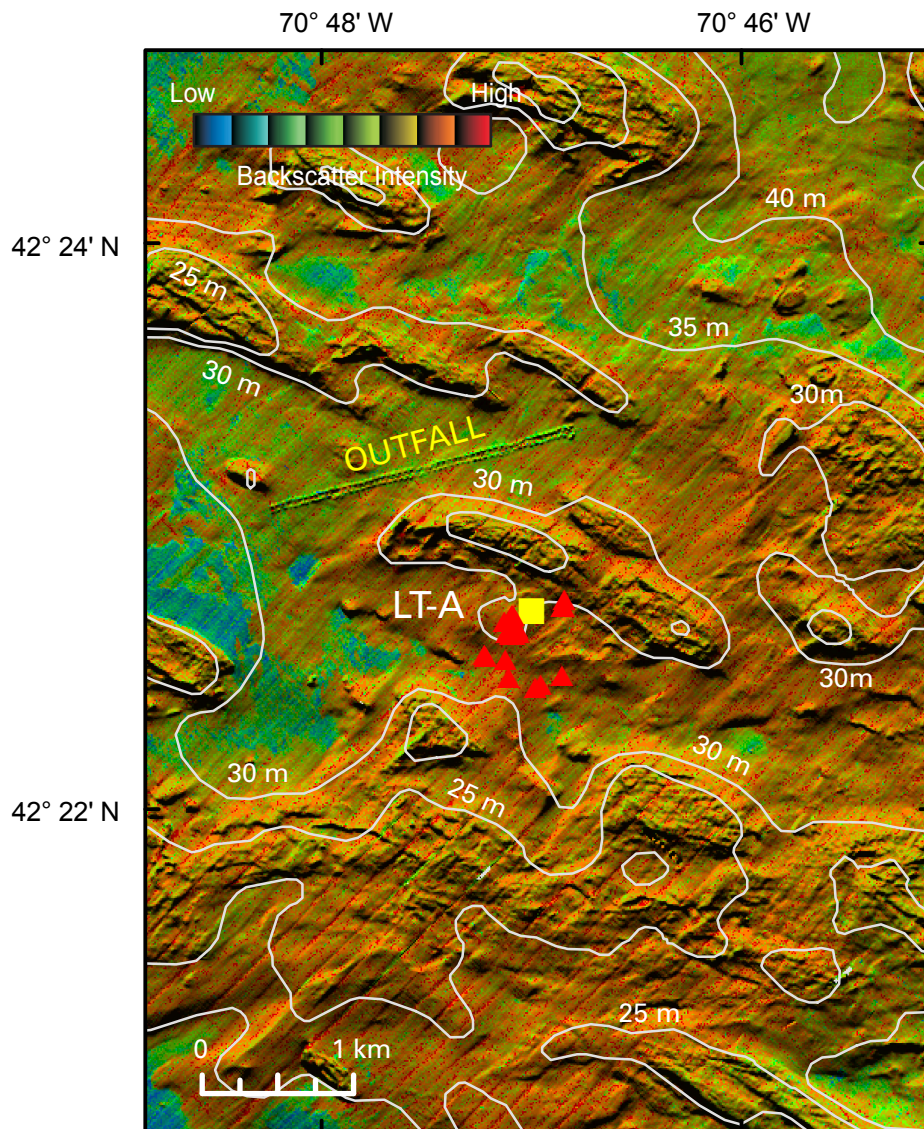 70° 48' W
70° 46' W
Low
High
Backscatter Intensity
40 m
42° 24' N
25 m
35 m
30 m
30m
OUTFALL
0
30 m
LT-A
30m
30 m
30 m
25 m
42° 22' N
25 m
0
1 km